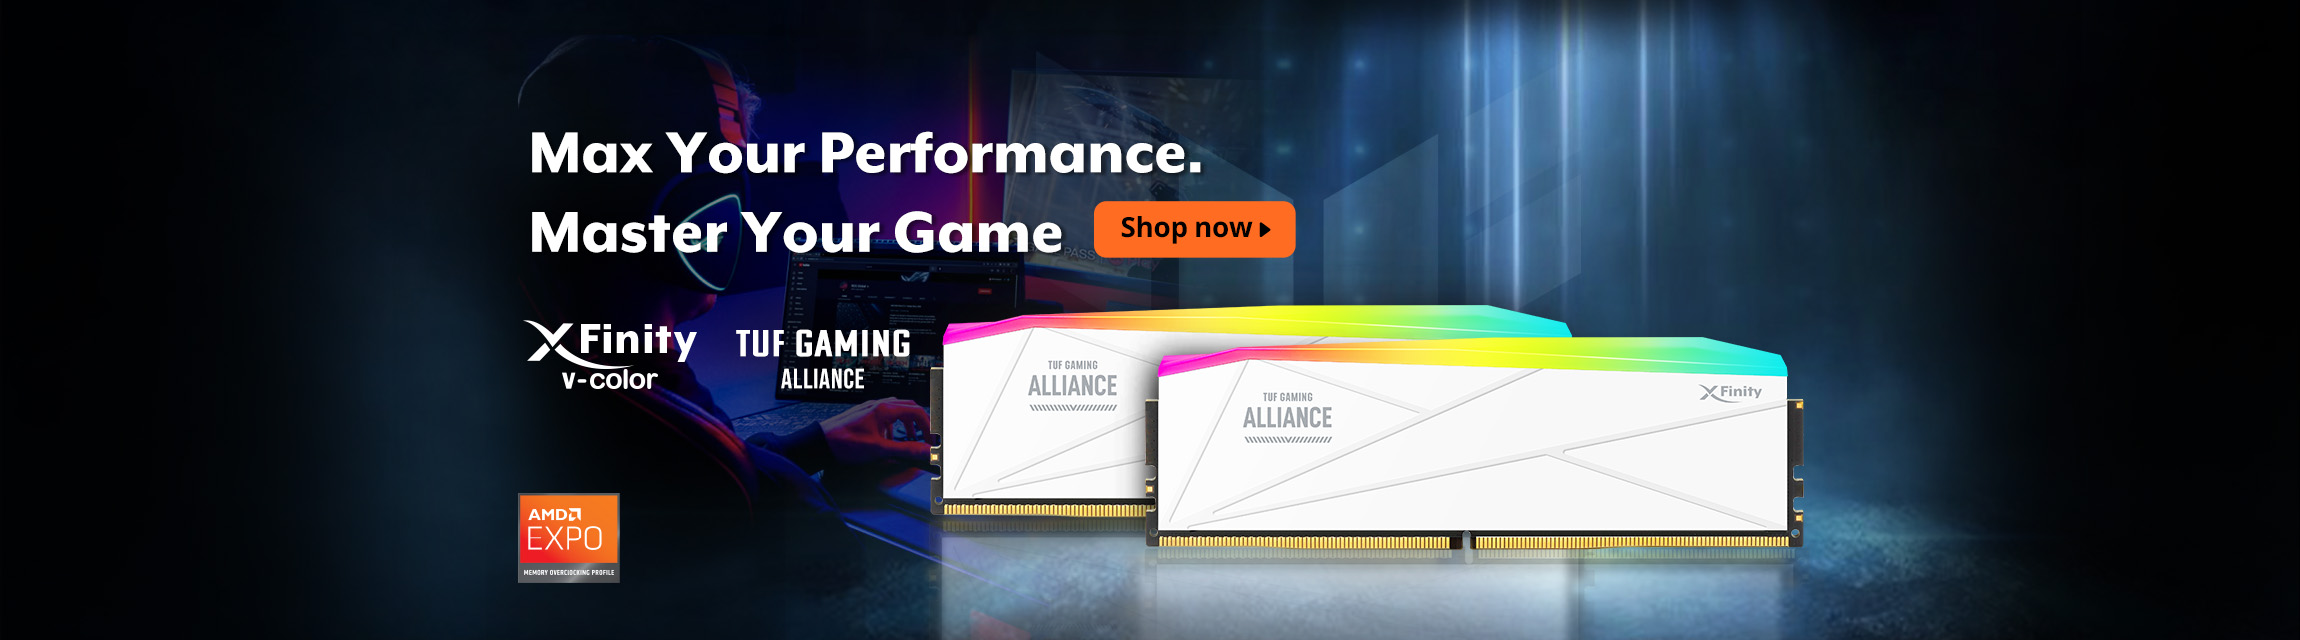 Max Your Performance.
Master Your Game
Shop now
XFinity
v-color
TUF GAMING
ALLIANCE
TUF GAMING
ALLIANCE
TUF GAMING
ALLIANCE
XFinity
AMD
EXPO
MEMORY OVERCLOCKING PROFILE